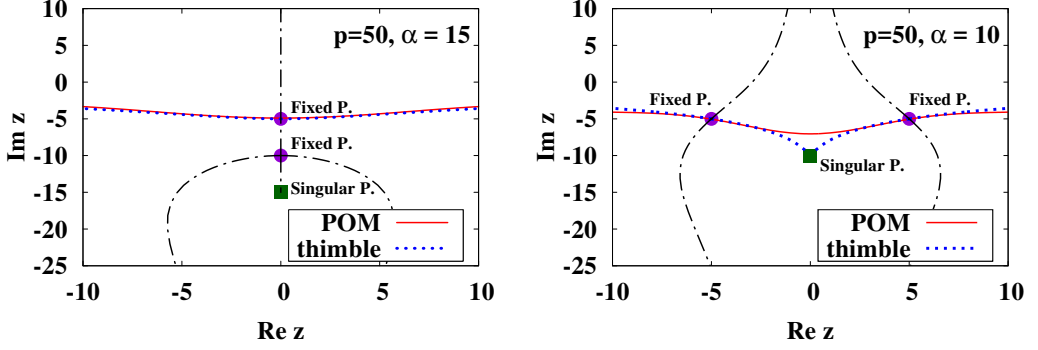 p=50, α = 15
10
5
0
-5
-10
-15
-20
-25
Im z
Fixed P.
Fixed P.
Singular P.
POM
thimble
-10
-5
0
5
10
Re z
p=50, α = 10
10
5
0
-5
-10
-15
-20
-25
Im z
Fixed P.
Fixed P.
Singular P.
POM
thimble
-10
-5
0
5
10
Re z